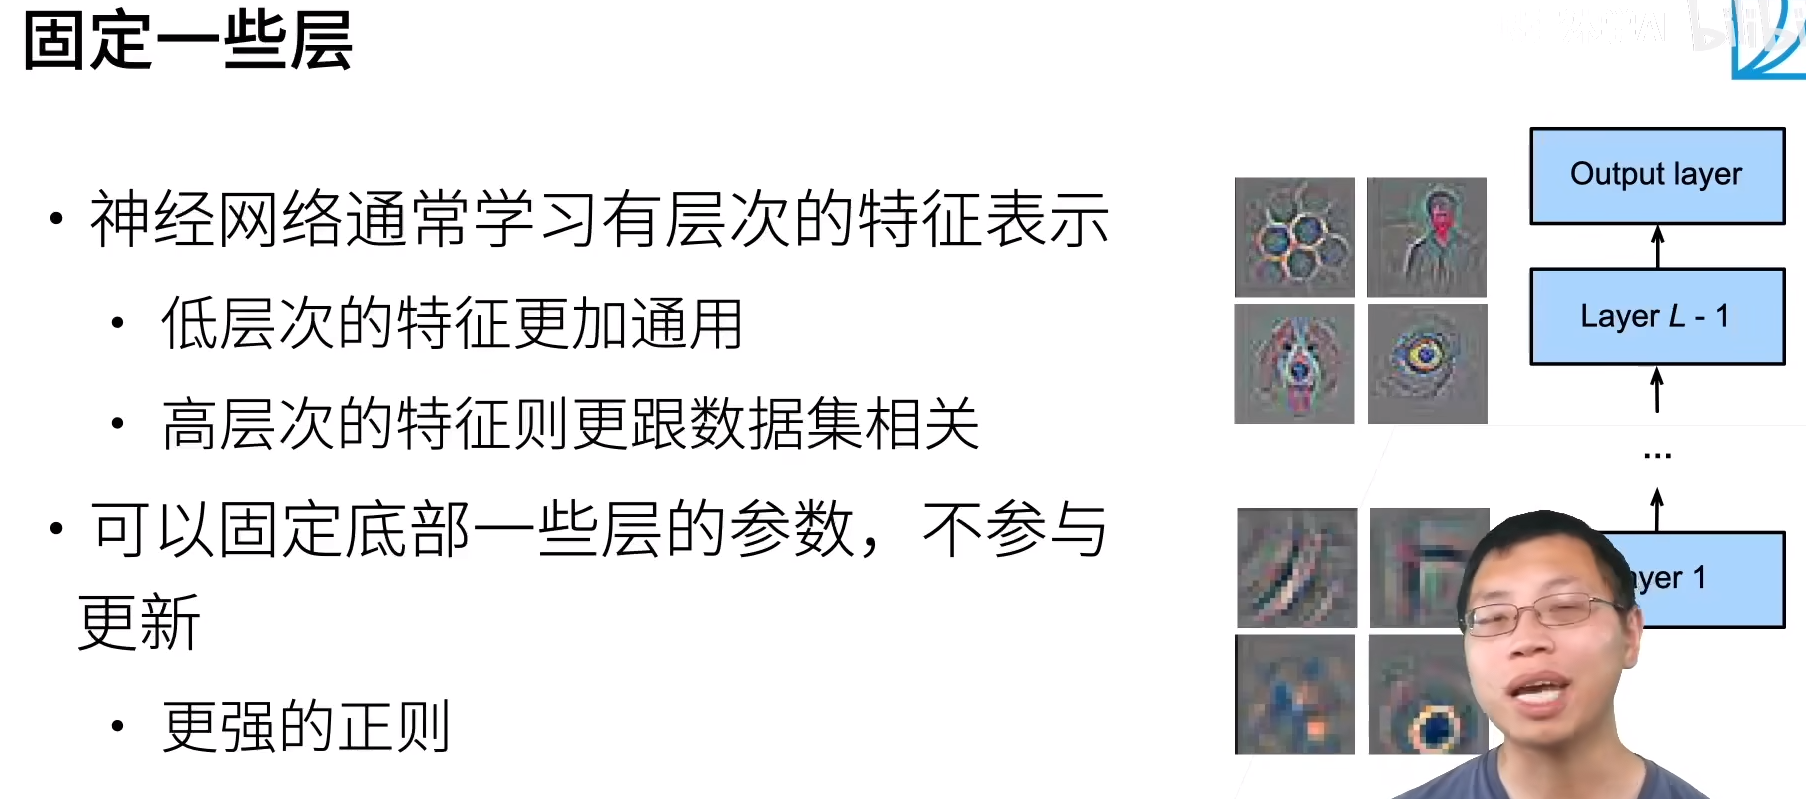 固定一些层
• 神经网络通常学习有层次的特征表示
• 低层次的特征更加通用
• 高层次的特征则更跟数据集相关
• 可以固定底部一些层的参数，不参与
更新
• 更强的正则
Output layer
Layer L - 1
...
ayer 1
bilibili